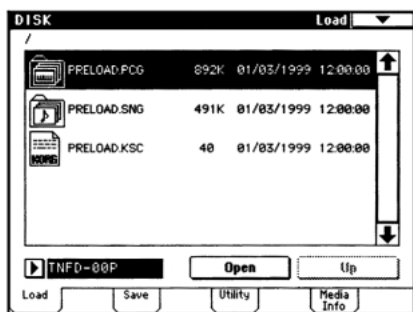 DISK Load
/
PRELOAD.PCG 892K 01/03/1999 12:00:00
PRELOAD.SNG 491K 01/03/1999 12:00:00
PRELOAD.KSC 40 01/03/1999 12:00:00
KORG
TNFD-00P Open Up
Load Save Utility Media
Info